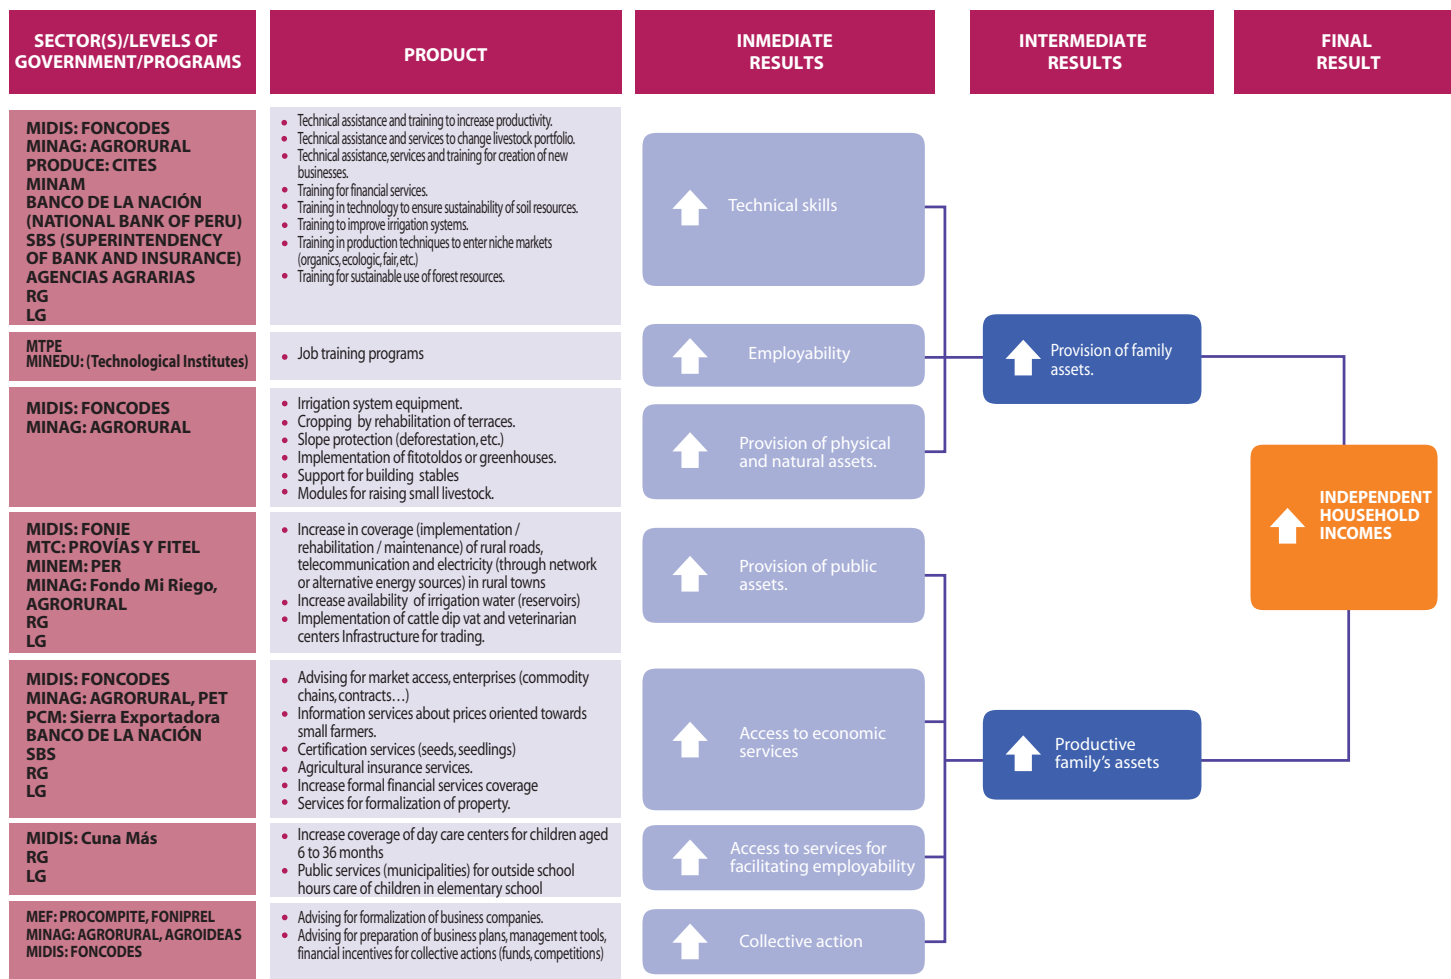 SECTOR(S)/LEVELS OF
GOVERNMENT/PROGRAMS
PRODUCT
INMEDIATE
RESULTS
INTERMEDIATE
RESULTS
FINAL
RESULT
MIDIS: FONCODES
MINAG: AGRORURAL
PRODUCE: CITES
MINAM
BANCO DE LA NACIÓN
(NATIONAL BANK OF PERU)
SBS (SUPERINTENDENCY
OF BANK AND INSURANCE)
AGENCIAS AGRARIAS
RG
LG
• Technical assistance and training to increase productivity.
• Technical assistance and services to change livestock portfolio.
• Technical assistance, services and training for creation of new
businesses.
• Training for financial services.
• Training in technology to ensure sustainability of soil resources.
• Training to improve irrigation systems.
• Training in production techniques to enter niche markets
(organics, ecologic, fair, etc.)
• Training for sustainable use of forest resources.
Technical skills
MTPE
MINEDU: (Technological Institutes)
• Job training programs
Employability
MIDIS: FONCODES
MINAG: AGRORURAL
• Irrigation system equipment.
• Cropping by rehabilitation of terraces.
• Slope protection (deforestation, etc.)
• Implementation of fitotoldos or greenhouses.
• Support for building stables
• Modules for raising small livestock.
Provision of physical
and natural assets.
Provision of family
assets.
MIDIS: FONIE
MTC: PROVÍAS Y FITEL
MINEM: PER
MINAG: Fondo Mi Riego,
AGRORURAL
RG
LG
• Increase in coverage (implementation /
rehabilitation / maintenance) of rural roads,
telecommunication and electricity (through network
or alternative energy sources) in rural towns
• Increase availability of irrigation water (reservoirs)
• Implementation of cattle dip vat and veterinarian
centers Infrastructure for trading.
Provision of public
assets.
INDEPENDENT
HOUSEHOLD
INCOMES
MIDIS: FONCODES
MINAG: AGRORURAL, PET
PCM: Sierra Exportadora
BANCO DE LA NACIÓN
SBS
RG
LG
• Advising for market access, enterprises (commodity
chains, contracts…)
• Information services about prices oriented towards
small farmers.
• Certification services (seeds, seedlings)
• Agricultural insurance services.
• Increase formal financial services coverage
• Services for formalization of property.
Access to economic
services
Productive
family's assets
MIDIS: Cuna Más
RG
LG
• Increase coverage of day care centers for children aged
6 to 36 months
• Public services (municipalities) for outside school
hours care of children in elementary school
Access to services for
facilitating employability
MEF: PROCOMPITE, FONIPREL
MINAG: AGRORURAL, AGROIDEAS
MIDIS: FONCODES
• Advising for formalization of business companies.
• Advising for preparation of business plans, management tools,
financial incentives for collective actions (funds, competitions)
Collective action